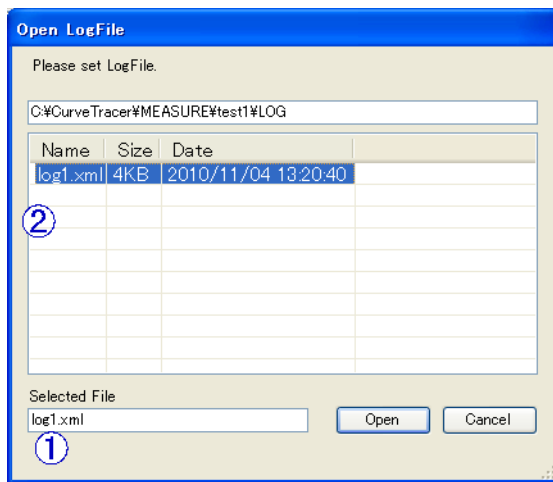 Open LogFile
Please set LogFile.
C:¥CurveTracer¥MEASURE¥test1¥LOG
Name Size Date
log1.xml 4KB 2010/11/04 13:20:40
②
Selected File
log1.xml Open Cancel
①